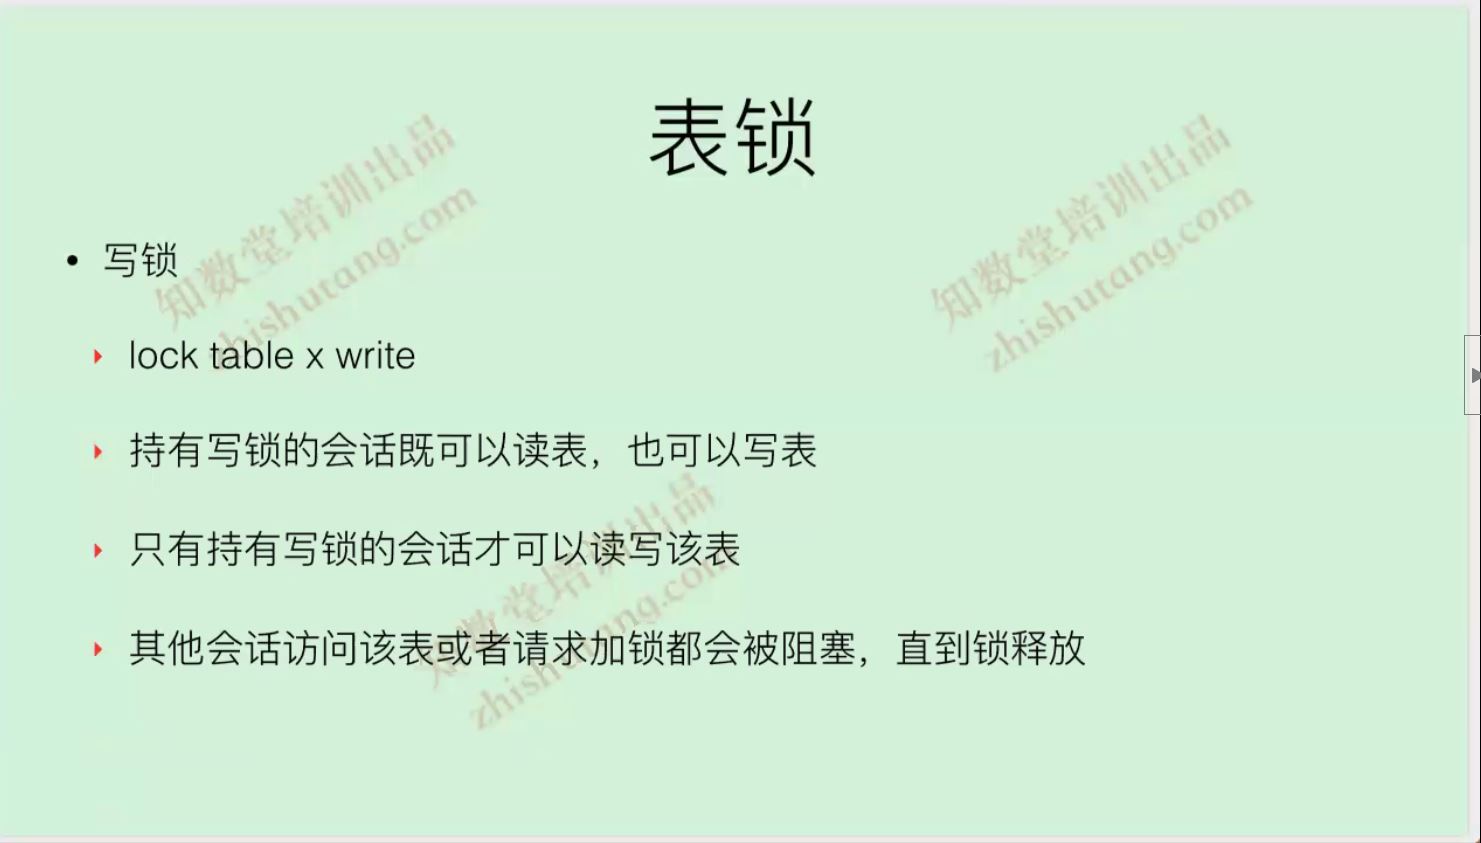 表锁
知数堂培训出品
zhishutang.com
知数堂培训出品
zhishutang.com
• 写锁
lock table x write
持有写锁的会话既可以读表，也可以写表
只有持有写锁的会话才可以读写该表
其他会话访问该表或者请求加锁都会被阻塞，直到锁释放
知数堂培训出品
zhishutang.com